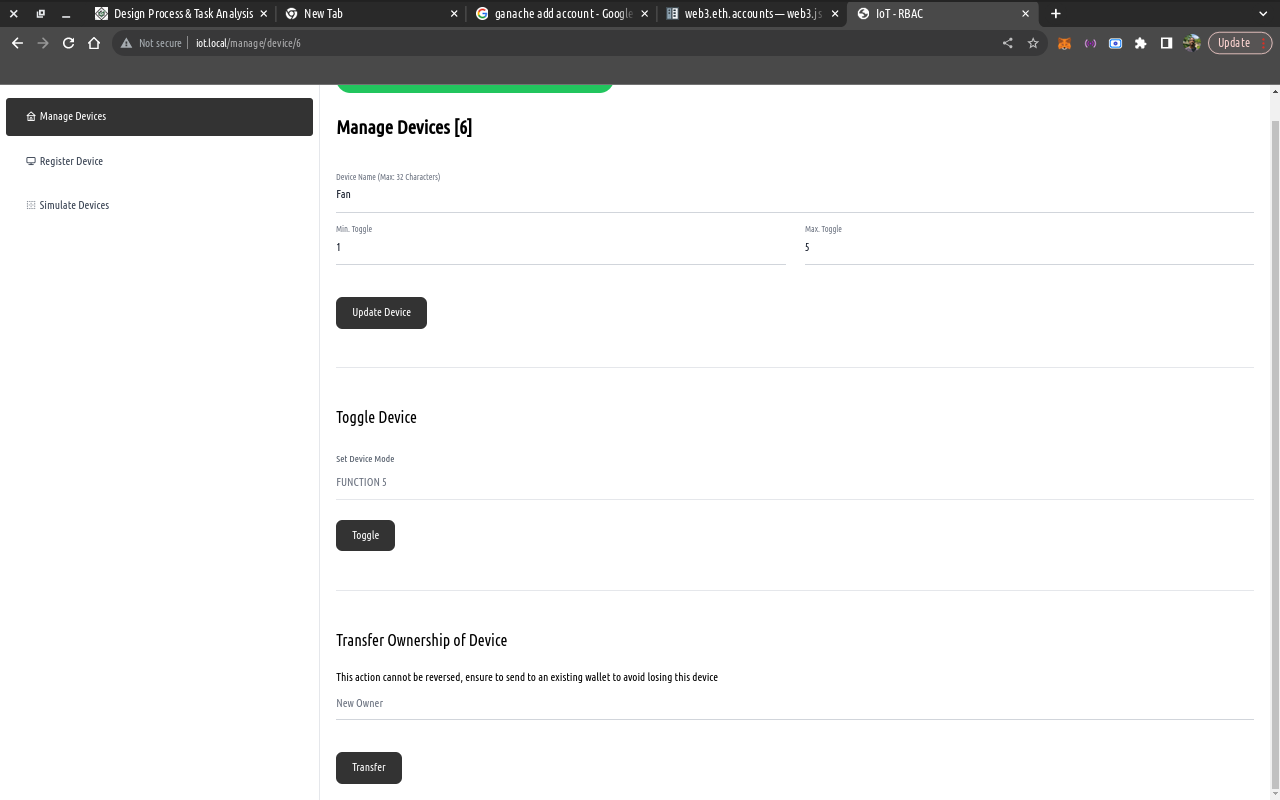 Design Process & Task Analysis
New Tab
ganache add account - Google
web3.eth.accounts — web3.js
IoT - RBAC
Not secure
iot.local/manage/device/6
Update
Manage Devices
Register Device
Simulate Devices
Manage Devices [6]
Device Name (Max: 32 Characters)
Fan
Min. Toggle
Max. Toggle
1
5
Update Device
Toggle Device
Set Device Mode
FUNCTION 5
Toggle
Transfer Ownership of Device
This action cannot be reversed, ensure to send to an existing wallet to avoid losing this device
New Owner
Transfer